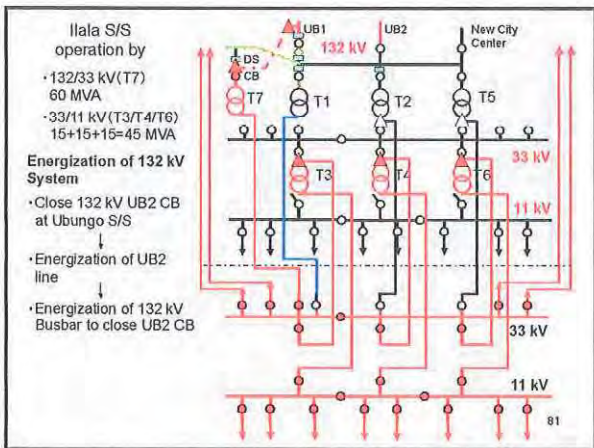 Ilala S/S
operation by
・132/33 kV(T7)
60 MVA
・33/11 kV(T3/T4/T6)
15+15+15=45 MVA
Energization of 132 kV
System
・Close 132 kV UB2 CB
at Ubungo S/S
・Energization of UB2
line
・Energization of 132 kV
Busbar to close UB2 CB
UB1
UB2
New City
Center
132 kV
DS
CB
T7
T1
T2
T5
33 kV
T3
T4
T6
11 kV
33 kV
11 kV
81